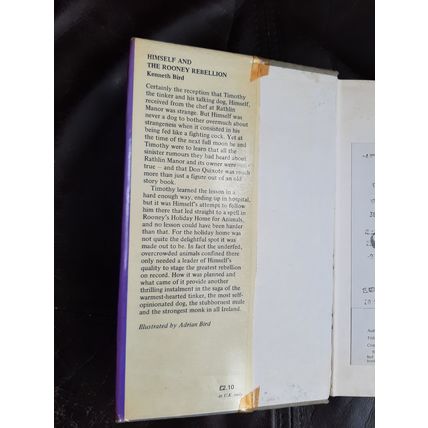 HIMSELF AND
THE ROONEY REBELLION
Kenneth Bird
Certainly the reception that Timothy
the tinker and his talking dog, Himself,
received from the chef at Rathlin
Manor was strange. But Himself was
never a dog to bother overmuch about
strangeness when it consisted in his
being fed like a fighting cock. Yet at
the time of the next full moon he and
Timothy were to learn that all the
sinister rumours they had heard about
Rathlin Manor and its owner were
true – and that Don Quixote was much
more than just a figure out of an old
story book.
Timothy learned the lesson in a
hard enough way, ending up in hospital,
but it was Himself's attempt to follow
him there that led straight to a spell in
Rooney's Holiday Home for Animals,
and no lesson could have been harder
than that. For the holiday home was
not quite the delightful spot it was
made out to be. In fact the underfed,
overcrowded animals confined there
only needed a leader of Himself's
quality to stage the greatest rebellion
on record. How it was planned and
what came of it provide another
thrilling instalment in the saga of the
warmest-hearted tinker, the most self-
opinionated dog, the stubbornest mule and
the strongest monk in all Ireland.
Illustrated by Adrian Bird
£2.10
in U.K. only